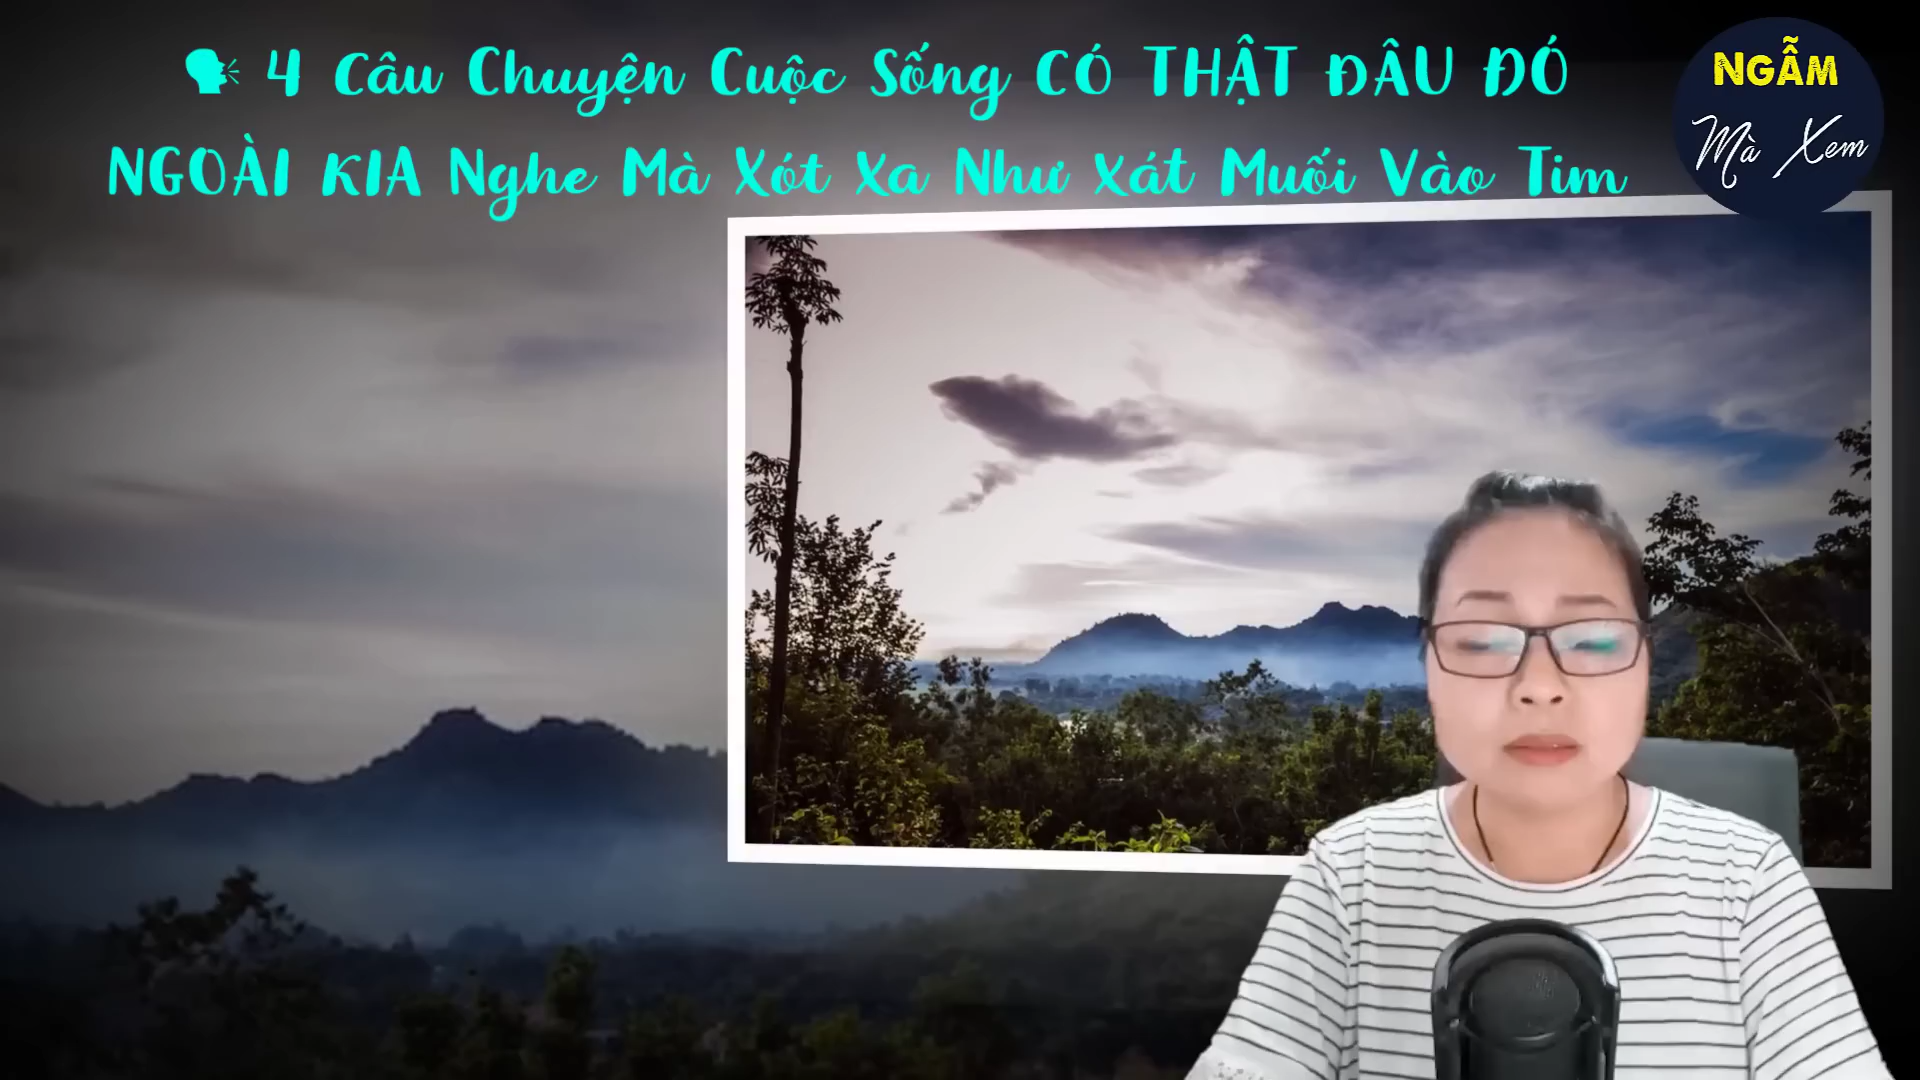 🗣 4 Câu Chuyện Cuộc Sống CÓ THẬT ĐÂU ĐÓ
NGOÀI KIA Nghe Mà Xót Xa Như Xát Muối Vào Tim
NGẪM
Mà Xem